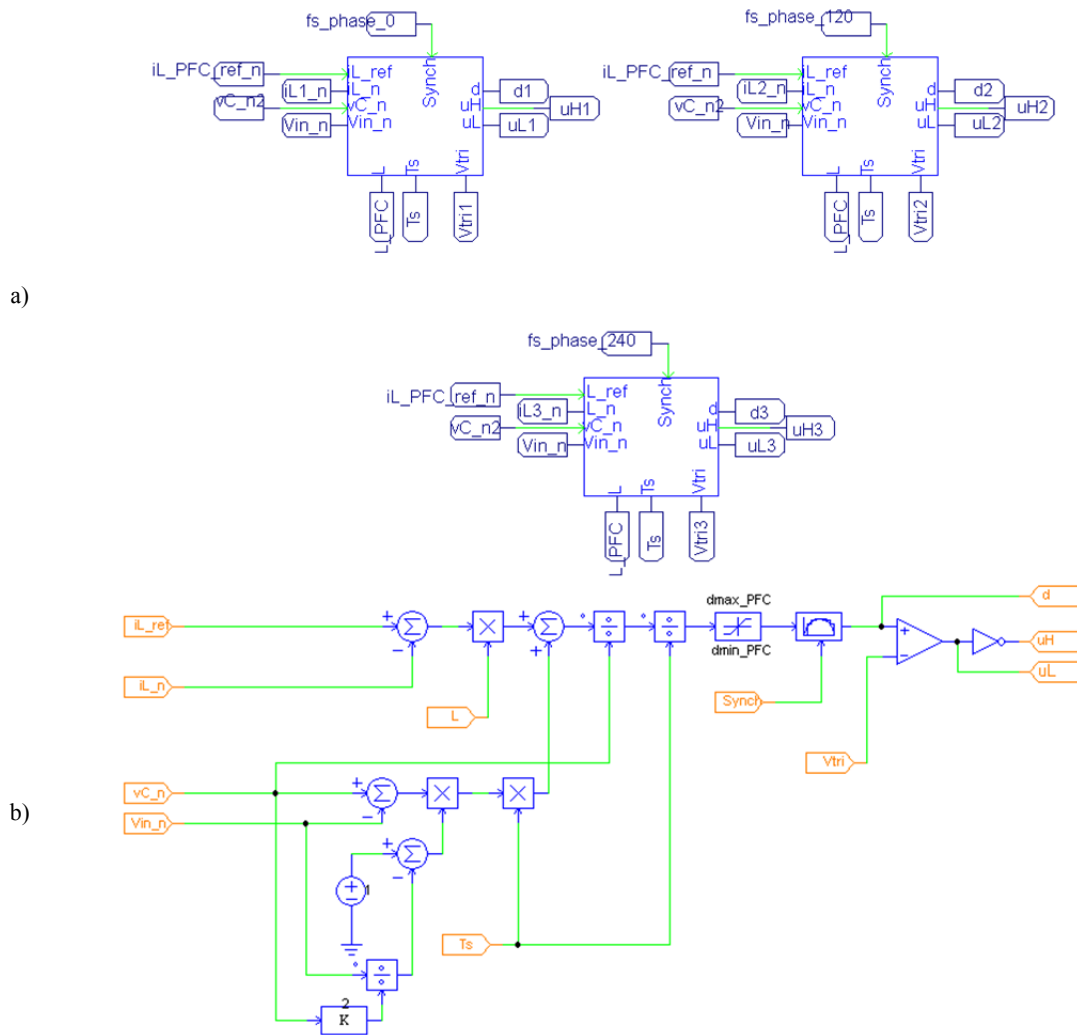 fs_phase_0
iL_PFC_ref_n
iL1_n
vC_n2
Vin_n
iL_ref
iL_n
vC_n
Vin_n
Synch
d
uH
uL
d1
uH1
uL1
L
Ts
Vtri
L_PFC
Ts
Vtri1
fs_phase_120
iL_PFC_ref_n
iL2_n
vC_n2
Vin_n
iL_ref
iL_n
vC_n
Vin_n
Synch
d
uH
uL
d2
uH2
uL2
L
Ts
Vtri
L_PFC
Ts
Vtri2
a)
fs_phase_240
iL_PFC_ref_n
iL3_n
vC_n2
Vin_n
L_ref
L_n
vC_n
Vin_n
Synch
d
uH
uL
d3
uH3
uL3
L
Ts
Vtri
L_PFC
Ts
Vtri3
b)
iL_ref
iL_n
L
dmax_PFC
dmin_PFC
Synch
Vtri
d
uH
uL
vC_n
Vin_n
1
Ts
2
K